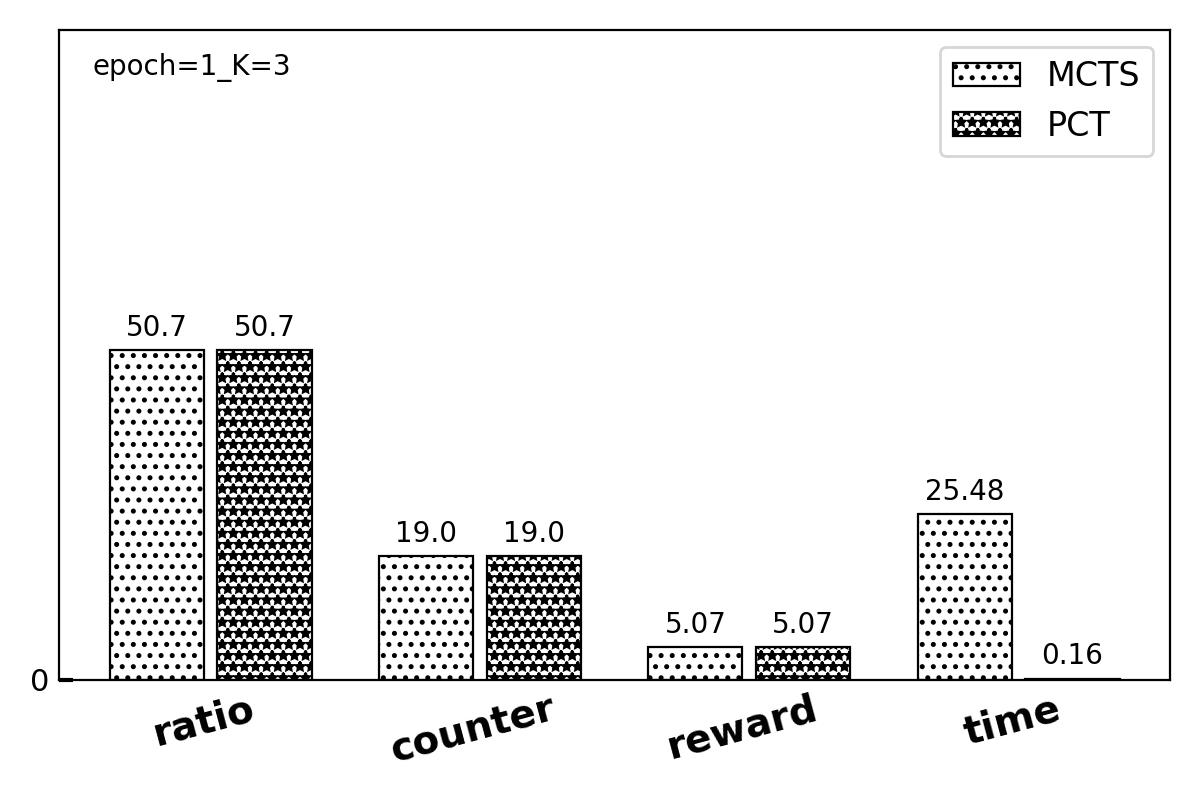 epoch=1_K=3
MCTS
PCT
50.7 50.7
25.48
19.0 19.0
5.07 5.07
0.16
0
ratio counter reward time